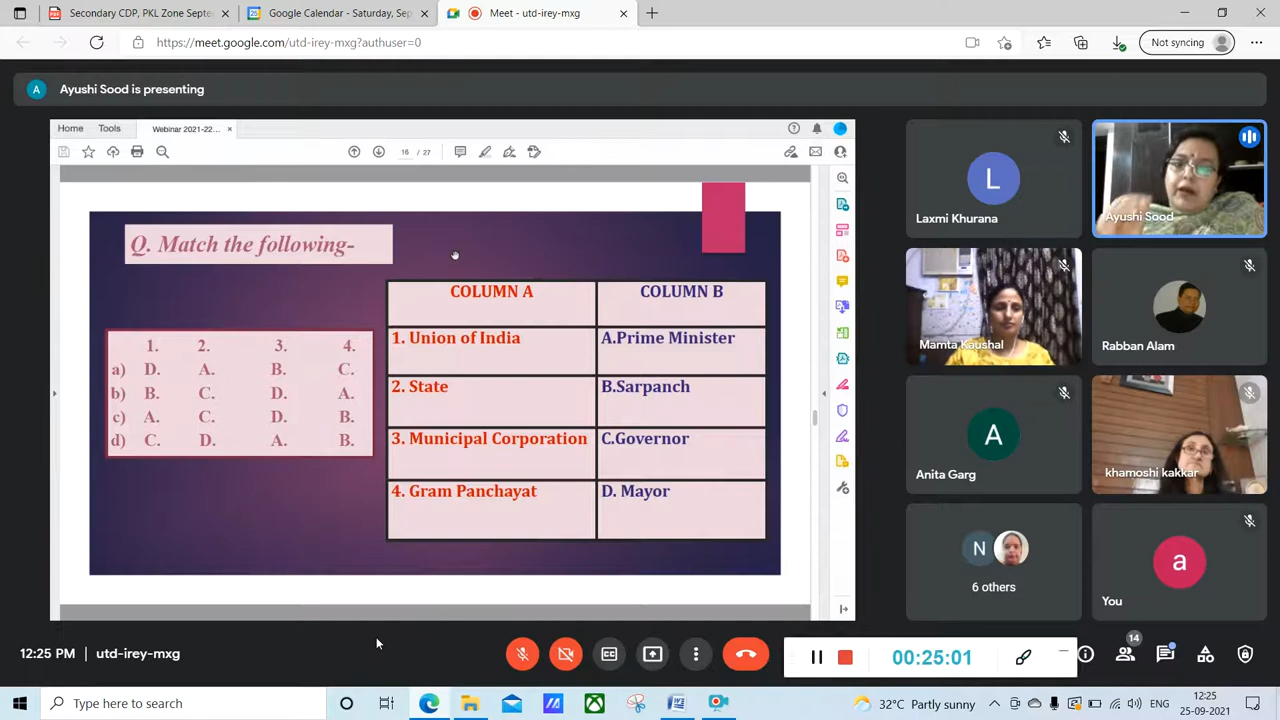 Secondary CDP, PKL Zone Septe
Google Calendar - Saturday, Sep
Meet - utd-irey-mxg
https://meet.google.com/utd-irey-mxg?authuser=0
Not syncing
A
Ayushi Sood is presenting
Home
Tools
Webinar 2021-22...
16 / 27
Q. Match the following-
1. 2. 3. 4.
a) D. A. B. C.
b) B. C. D. A.
c) A. C. D. B.
d) C. D. A. B.
COLUMN A COLUMN B
1. Union of India A.Prime Minister
2. State B.Sarpanch
3. Municipal Corporation C.Governor
4. Gram Panchayat D. Mayor
L
Laxmi Khurana
Ayushi Sood
Mamta Kaushal
Rabban Alam
A
Anita Garg
khamoshi kakkar
N
6 others
a
You
12:25 PM | utd-irey-mxg
00:25:01
14
Type here to search
32°C Partly sunny
ENG
12:25
25-09-2021